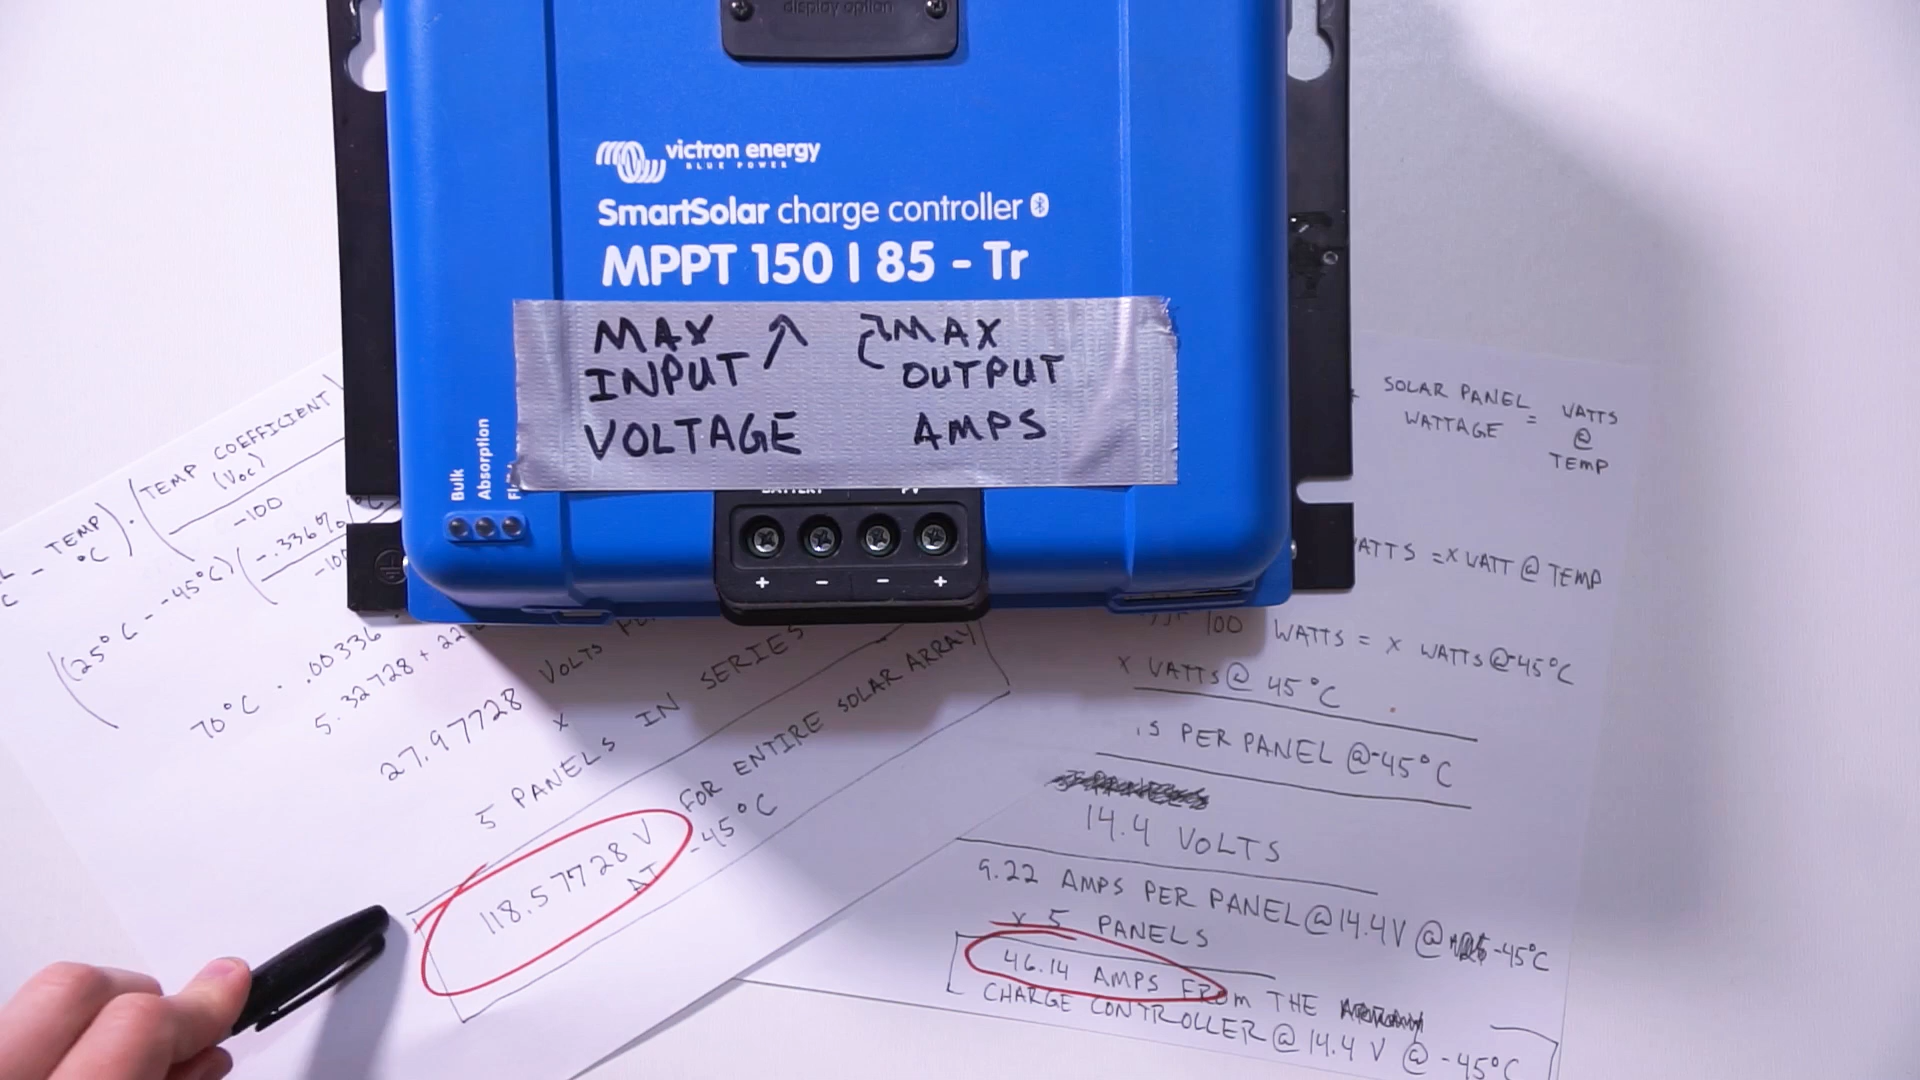 display option
victron energy
BLUE POWER
SmartSolar charge controller
MPPT 150 | 85 - Tr
MAX
INPUT
VOLTAGE
MAX
OUTPUT
AMPS
Bulk
Absorption
+ - - +
TEMP
°C
TEMP COEFFICIENT
(VOC)
-100
(25°C - -45°C)
-.336%/°C
-100
70°C . .00336
5.32728 + 22.
27.97728 VOLTS
x
5 PANELS IN SERIES
118.57728 V FOR ENTIRE SOLAR ARRAY
AT -45°C
SOLAR PANEL
WATTAGE
= WATTS
@
TEMP
WATTS = X WATT @ TEMP
100 WATTS = X WATTS@-45°C
X WATTS@ 45°C
PER PANEL @-45°C
14.4 VOLTS
9.22 AMPS PER PANEL@14.4V@ -45°C
x 5 PANELS
46.14 AMPS FROM THE
CHARGE CONTROLLER @ 14.4 V @ -45°C